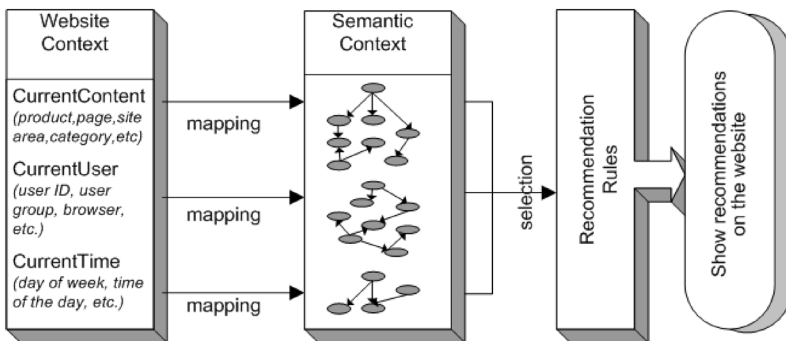 Website
Context
CurrentContent
(product,page,site
area,category,etc)
CurrentUser
(user ID, user
group, browser,
etc.)
CurrentTime
(day of week, time
of the day, etc.)
mapping
mapping
mapping
Semantic
Context
selection
Recommendation
Rules
Show recommendations
on the website